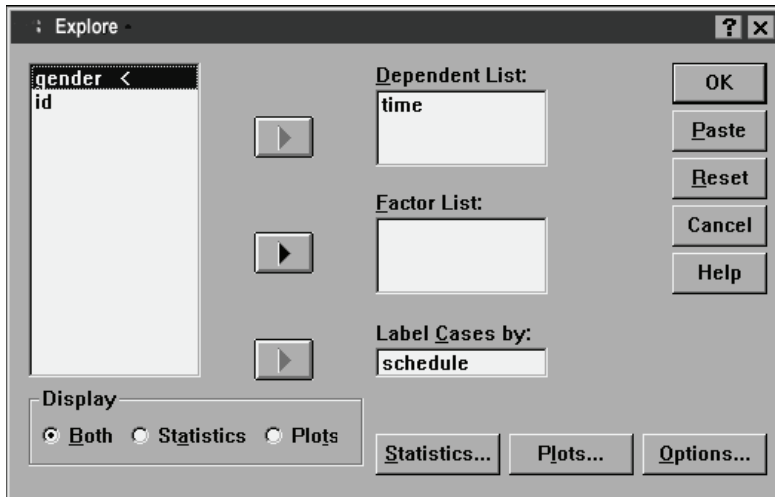 Explore
gender <
id
Dependent List:
time
Factor List:
Label Cases by:
schedule
OK
Paste
Reset
Cancel
Help
Display
Both
Statistics
Plots
Statistics...
Plots...
Options...